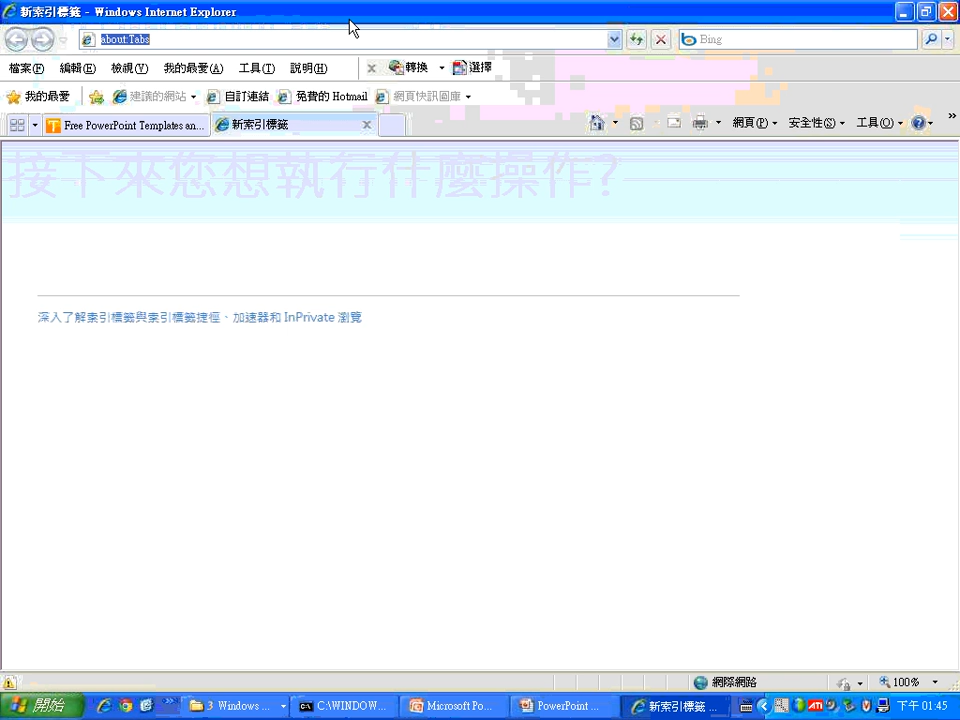 新索引標籤 - Windows Internet Explorer
about:Tabs
Bing
檔案(F) 編輯(E) 檢視(V) 我的最愛(A) 工具(T) 說明(H) 轉換 選擇
我的最愛 建議的網站 自訂連結 免費的 Hotmail 網頁快訊圖庫
Free PowerPoint Templates an... 新索引標籤 網頁(P) 安全性(S) 工具(O)
接下來您想執行什麼操作?
深入了解索引標籤與索引標籤捷徑、加速器和 InPrivate 瀏覽
網際網路 100%
開始 3 Windows ... C:\WINDOW... Microsoft Po... PowerPoint ... 新索引標籤 ... ATI 下午 01:45